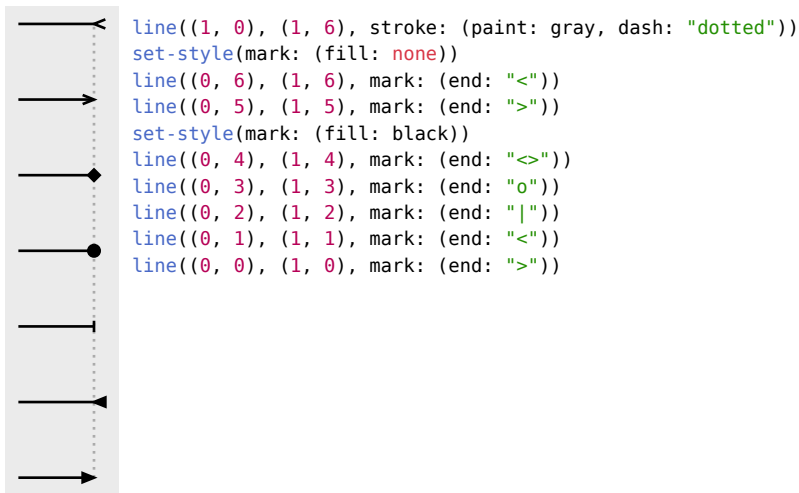 line((1, 0), (1, 6), stroke: (paint: gray, dash: "dotted"))
set-style(mark: (fill: none))
line((0, 6), (1, 6), mark: (end: "<"))
line((0, 5), (1, 5), mark: (end: ">"))
set-style(mark: (fill: black))
line((0, 4), (1, 4), mark: (end: "<>"))
line((0, 3), (1, 3), mark: (end: "o"))
line((0, 2), (1, 2), mark: (end: "|"))
line((0, 1), (1, 1), mark: (end: "<"))
line((0, 0), (1, 0), mark: (end: ">"))